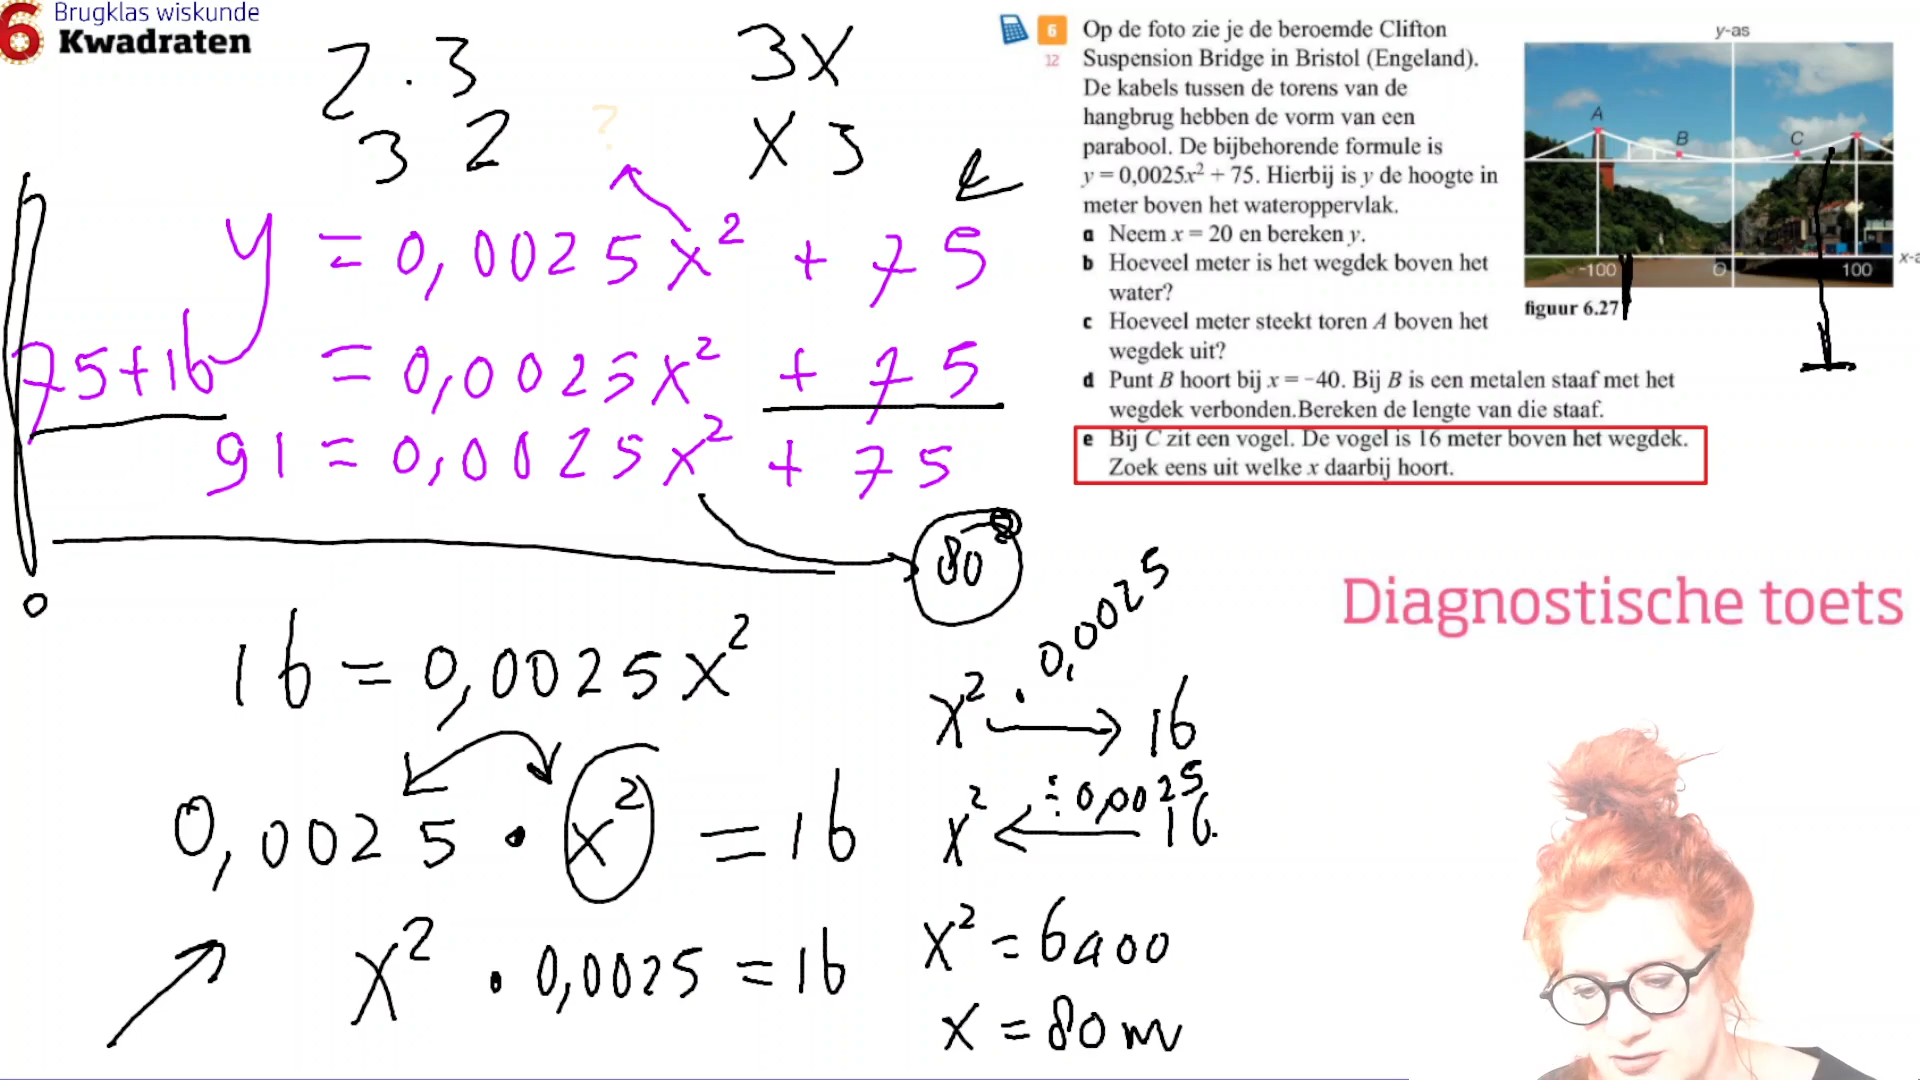 6
Brugklas wiskunde
Kwadraten
2 · 3
3 2
3x
x 3
?
y = 0,0025x² + 75
75+16 = 0,0025x² + 75
91 = 0,0025x² + 75
80
0
16 = 0,0025x²
0,0025 · x² = 16
x² · 0,0025 = 16
· 0,0025
x² → 16
: 0,0025
x² ← 16
x² = 6400
x = 80 m
6
12
Op de foto zie je de beroemde Clifton
Suspension Bridge in Bristol (Engeland).
De kabels tussen de torens van de
hangbrug hebben de vorm van een
parabool. De bijbehorende formule is
y = 0,0025x² + 75. Hierbij is y de hoogte in
meter boven het wateroppervlak.
a Neem x = 20 en bereken y.
b Hoeveel meter is het wegdek boven het
water?
c Hoeveel meter steekt toren A boven het
wegdek uit?
d Punt B hoort bij x = −40. Bij B is een metalen staaf met het
wegdek verbonden.Bereken de lengte van die staaf.
e Bij C zit een vogel. De vogel is 16 meter boven het wegdek.
Zoek eens uit welke x daarbij hoort.
y-as
A
B
C
-100
O
100
x-a
figuur 6.27
Diagnostische toets